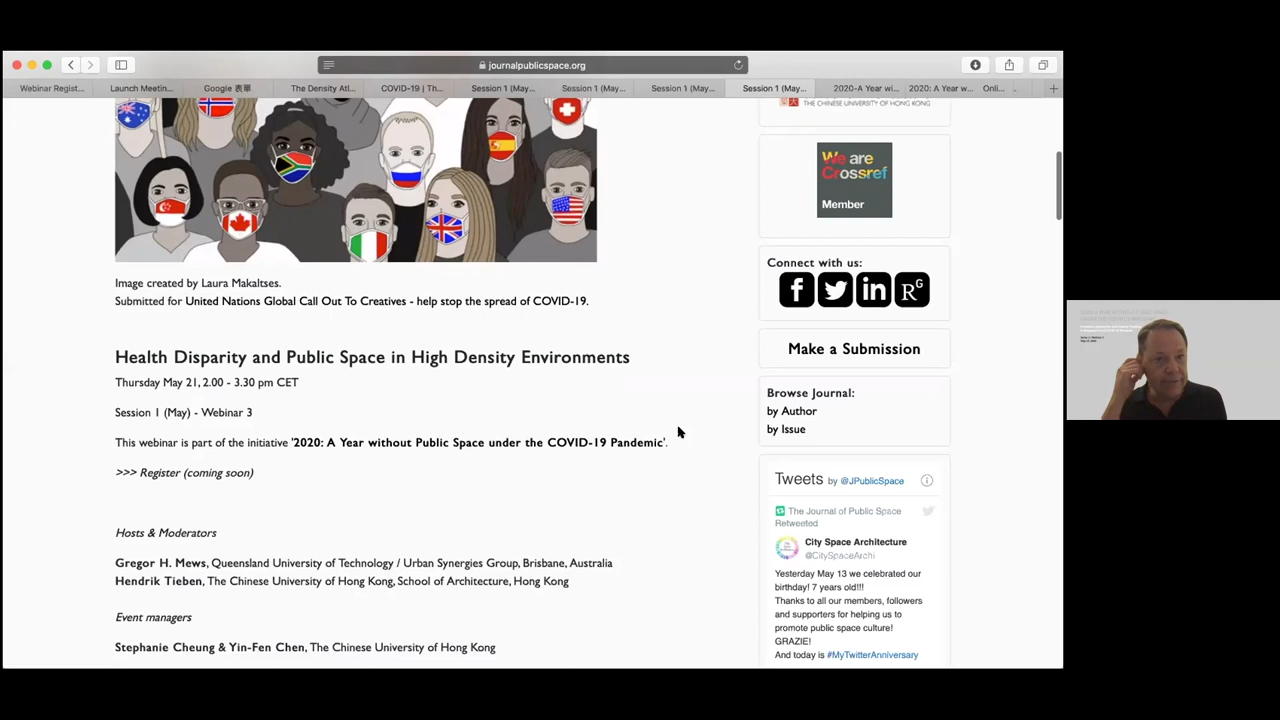 journalpublicspace.org
Webinar Regist...
Launch Meetin...
Google 表單
The Density Atl...
COVID-19 | Th...
Session 1 (May...
Session 1 (May...
Session 1 (May...
Session 1 (May...
2020-A Year wi...
2020: A Year w...
Onli...
THE CHINESE UNIVERSITY OF HONG KONG
We are
Crossref
Member
Image created by Laura Makaltses.
Submitted for United Nations Global Call Out To Creatives - help stop the spread of COVID-19.
Connect with us:
Make a Submission
Health Disparity and Public Space in High Density Environments
Thursday May 21, 2.00 - 3.30 pm CET
Session 1 (May) - Webinar 3
This webinar is part of the initiative '2020: A Year without Public Space under the COVID-19 Pandemic'.
>>> Register (coming soon)
Browse Journal:
by Author
by Issue
Hosts & Moderators
Gregor H. Mews, Queensland University of Technology / Urban Synergies Group, Brisbane, Australia
Hendrik Tieben, The Chinese University of Hong Kong, School of Architecture, Hong Kong
Event managers
Stephanie Cheung & Yin-Fen Chen, The Chinese University of Hong Kong
Tweets by @JPublicSpace
The Journal of Public Space
Retweeted
City Space Architecture
@CitySpaceArchi
Yesterday May 13 we celebrated our
birthday! 7 years old!!!
Thanks to all our members, followers
and supporters for helping us to
promote public space culture!
GRAZIE!
And today is #MyTwitterAnniversary